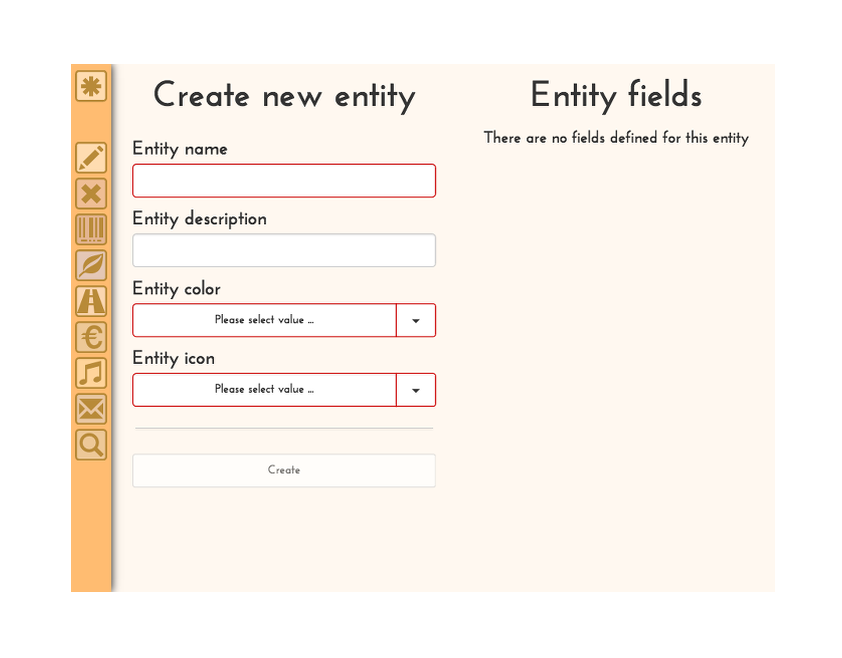 Create new entity
Entity name
Entity description
Entity color
Please select value ...
Entity icon
Please select value ...
Create
Entity fields
There are no fields defined for this entity